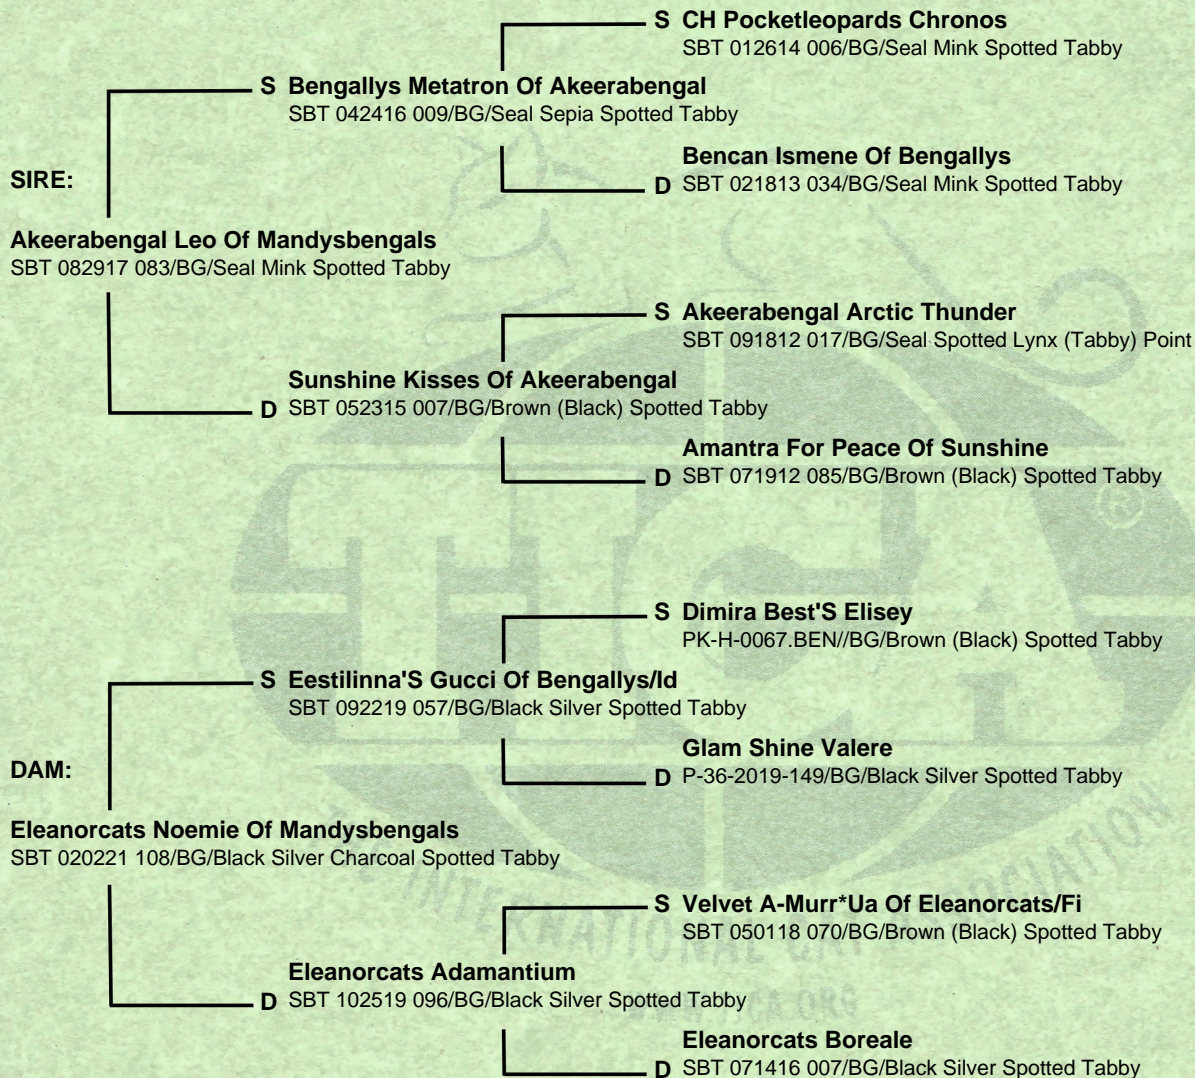 S CH Pocketleopards Chronos
SBT 012614 006/BG/Seal Mink Spotted Tabby
S Bengallys Metatron Of Akeerabengal
SBT 042416 009/BG/Seal Sepia Spotted Tabby
Bencan Ismene Of Bengallys
D SBT 021813 034/BG/Seal Mink Spotted Tabby
SIRE:
Akeerabengal Leo Of Mandysbengals
SBT 082917 083/BG/Seal Mink Spotted Tabby
S Akeerabengal Arctic Thunder
SBT 091812 017/BG/Seal Spotted Lynx (Tabby) Point
Sunshine Kisses Of Akeerabengal
D SBT 052315 007/BG/Brown (Black) Spotted Tabby
Amantra For Peace Of Sunshine
D SBT 071912 085/BG/Brown (Black) Spotted Tabby
TICA ®
S Dimira Best'S Elisey
PK-H-0067.BEN//BG/Brown (Black) Spotted Tabby
S Eestilinna'S Gucci Of Bengallys/Id
SBT 092219 057/BG/Black Silver Spotted Tabby
Glam Shine Valere
D P-36-2019-149/BG/Black Silver Spotted Tabby
DAM:
Eleanorcats Noemie Of Mandysbengals
SBT 020221 108/BG/Black Silver Charcoal Spotted Tabby
S Velvet A-Murr*Ua Of Eleanorcats/Fi
SBT 050118 070/BG/Brown (Black) Spotted Tabby
Eleanorcats Adamantium
D SBT 102519 096/BG/Black Silver Spotted Tabby
Eleanorcats Boreale
D SBT 071416 007/BG/Black Silver Spotted Tabby
INTERNATIONAL CAT ASSOCIATION